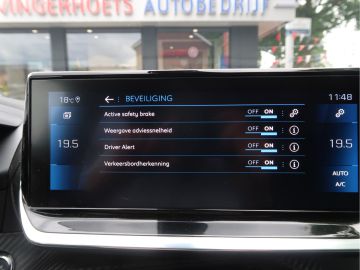 WINGERHOETS AUTOBEDRIJF
18°C
← BEVEILIGING
11:48
Active safety brake OFF ON
Weergave adviessnelheid OFF ON
19.5
Driver Alert OFF ON
19.5
Verkeersbordherkenning OFF ON
AUTO
A/C